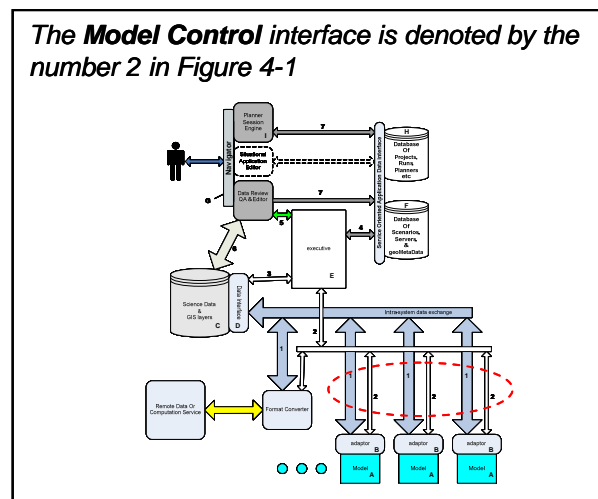 The Model Control interface is denoted by the
number 2 in Figure 4-1
Planner
Session
Engine
I
7
H
Database
Of
Projects,
Runs,
Planners
etc
Navigator
Situational
Application
Editor
Service Oriented Application Data Interface
G
Data Review
QA & Editor
7
F
Database
Of
Scenarios,
Servers,
&
geoMetaData
5
4
executive
E
6
3
Science Data
&
GIS layers
C
Data Interface
D
Intra-system data exchange
2
1
1
1
1
2
2
2
Remote Data Or
Computation Service
Format Converter
adaptor
B
adaptor
B
adaptor
B
Model
A
Model
A
Model
A